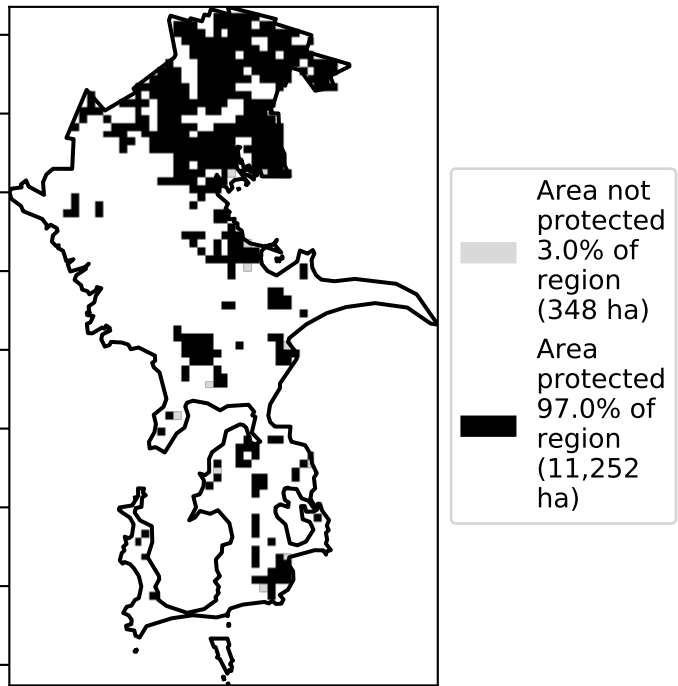 Area not
protected
3.0% of
region
(348 ha)
Area
protected
97.0% of
region
(11,252
ha)